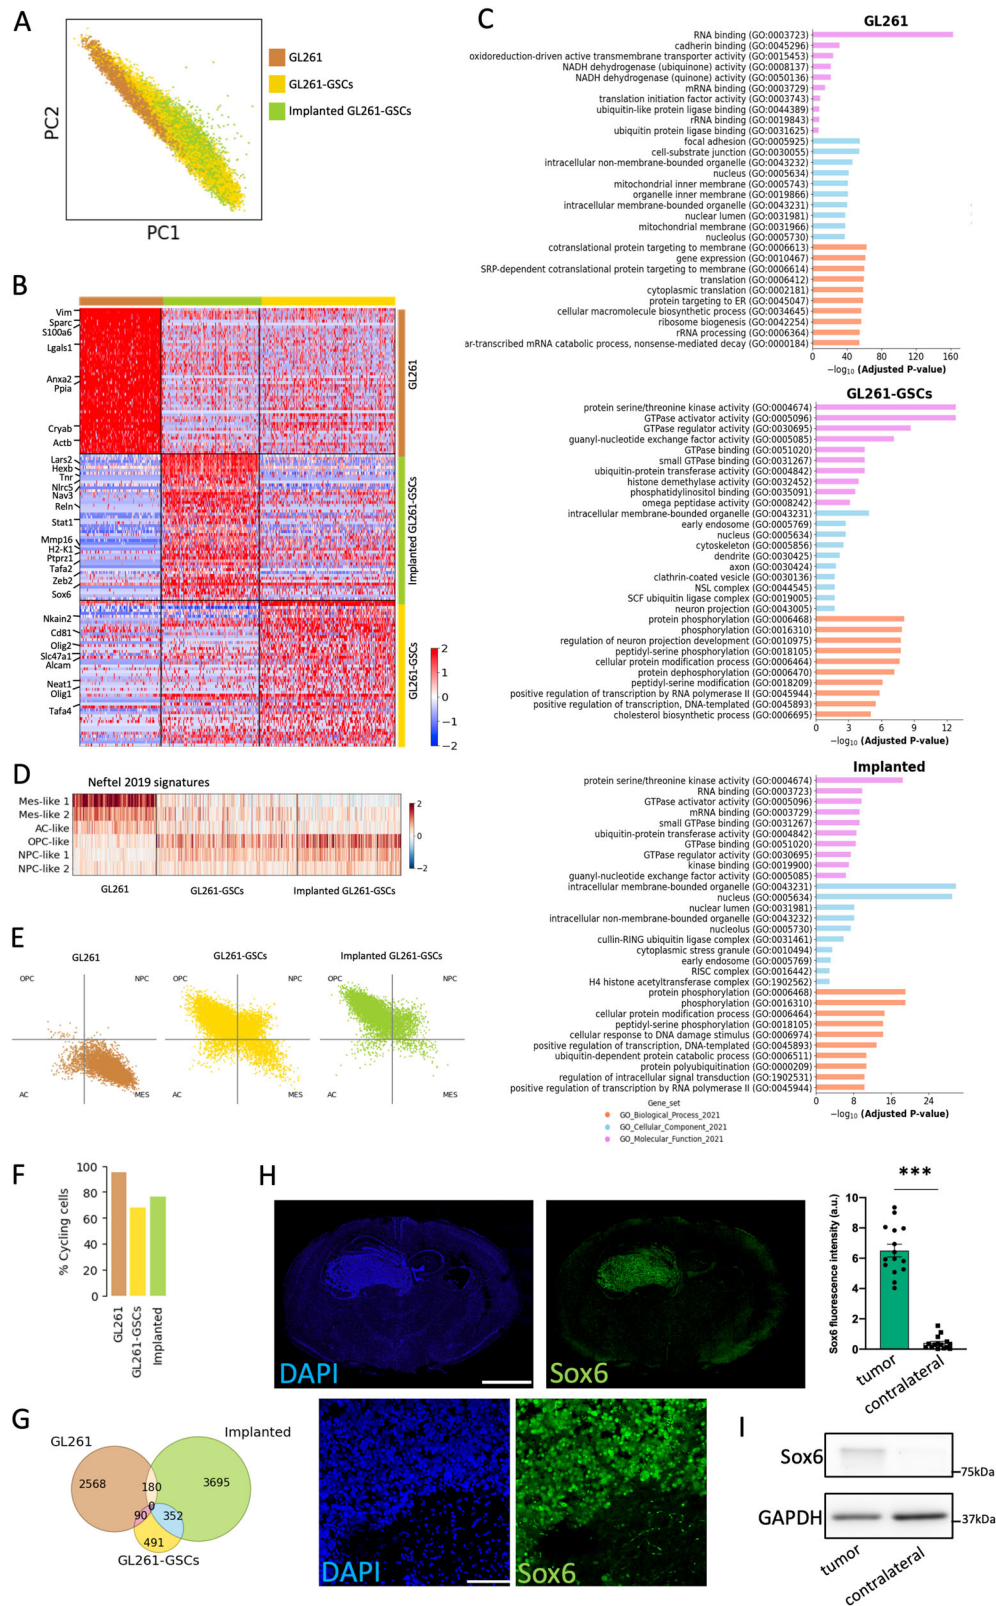 A
GL261
GL261-GSCs
Implanted GL261-GSCs
PC2
PC1
B
Vim
Sparc
S100a6
Lgals1
Anxa2
Ppia
Cryab
Actb
Lars2
Hexb
Tnr
Nlrc5
Nav3
Reln
Stat1
Mmp16
H2-K1
Ptprz1
Tafa2
Zeb2
Sox6
Nkain2
Cd81
Olig2
Slc47a1
Alcam
Neat1
Olig1
Tafa4
GL261
Implanted GL261-GSCs
GL261-GSCs
2
1
0
−1
−2
C
GL261
RNA binding (GO:0003723)
cadherin binding (GO:0045296)
oxidoreduction-driven active transmembrane transporter activity (GO:0015453)
NADH dehydrogenase (ubiquinone) activity (GO:0008137)
NADH dehydrogenase (quinone) activity (GO:0050136)
mRNA binding (GO:0003729)
translation initiation factor activity (GO:0003743)
ubiquitin-like protein ligase binding (GO:0044389)
rRNA binding (GO:0019843)
ubiquitin protein ligase binding (GO:0031625)
focal adhesion (GO:0005925)
cell-substrate junction (GO:0030055)
intracellular non-membrane-bounded organelle (GO:0043232)
nucleus (GO:0005634)
mitochondrial inner membrane (GO:0005743)
organelle inner membrane (GO:0019866)
intracellular membrane-bounded organelle (GO:0043231)
nuclear lumen (GO:0031981)
mitochondrial membrane (GO:0031966)
nucleolus (GO:0005730)
cotranslational protein targeting to membrane (GO:0006613)
gene expression (GO:0010467)
SRP-dependent cotranslational protein targeting to membrane (GO:0006614)
translation (GO:0006412)
cytoplasmic translation (GO:0002181)
protein targeting to ER (GO:0045047)
cellular macromolecule biosynthetic process (GO:0034645)
ribosome biogenesis (GO:0042254)
rRNA processing (GO:0006364)
ar-transcribed mRNA catabolic process, nonsense-mediated decay (GO:0000184)
0 40 80 120 160
−log10 (Adjusted P-value)
GL261-GSCs
protein serine/threonine kinase activity (GO:0004674)
GTPase activator activity (GO:0005096)
GTPase regulator activity (GO:0030695)
guanyl-nucleotide exchange factor activity (GO:0005085)
GTPase binding (GO:0051020)
small GTPase binding (GO:0031267)
ubiquitin-protein transferase activity (GO:0004842)
histone demethylase activity (GO:0032452)
phosphatidylinositol binding (GO:0035091)
omega peptidase activity (GO:0008242)
intracellular membrane-bounded organelle (GO:0043231)
early endosome (GO:0005769)
nucleus (GO:0005634)
cytoskeleton (GO:0005856)
dendrite (GO:0030425)
axon (GO:0030424)
clathrin-coated vesicle (GO:0030136)
NSL complex (GO:0044545)
SCF ubiquitin ligase complex (GO:0019005)
neuron projection (GO:0043005)
protein phosphorylation (GO:0006468)
phosphorylation (GO:0016310)
regulation of neuron projection development (GO:0010975)
peptidyl-serine phosphorylation (GO:0018105)
cellular protein modification process (GO:0006464)
protein dephosphorylation (GO:0006470)
peptidyl-serine modification (GO:0018209)
positive regulation of transcription by RNA polymerase II (GO:0045944)
positive regulation of transcription, DNA-templated (GO:0045893)
cholesterol biosynthetic process (GO:0006695)
0 3 6 9 12
−log10 (Adjusted P-value)
Implanted
protein serine/threonine kinase activity (GO:0004674)
RNA binding (GO:0003723)
GTPase activator activity (GO:0005096)
mRNA binding (GO:0003729)
small GTPase binding (GO:0031267)
ubiquitin-protein transferase activity (GO:0004842)
GTPase binding (GO:0051020)
GTPase regulator activity (GO:0030695)
kinase binding (GO:0019900)
guanyl-nucleotide exchange factor activity (GO:0005085)
intracellular membrane-bounded organelle (GO:0043231)
nucleus (GO:0005634)
nuclear lumen (GO:0031981)
intracellular non-membrane-bounded organelle (GO:0043232)
nucleolus (GO:0005730)
cullin-RING ubiquitin ligase complex (GO:0031461)
cytoplasmic stress granule (GO:0010494)
early endosome (GO:0005769)
RISC complex (GO:0016442)
H4 histone acetyltransferase complex (GO:1902562)
protein phosphorylation (GO:0006468)
phosphorylation (GO:0016310)
cellular protein modification process (GO:0006464)
peptidyl-serine phosphorylation (GO:0018105)
cellular response to DNA damage stimulus (GO:0006974)
positive regulation of transcription, DNA-templated (GO:0045893)
ubiquitin-dependent protein catabolic process (GO:0006511)
protein polyubiquitination (GO:0000209)
regulation of intracellular signal transduction (GO:1902531)
positive regulation of transcription by RNA polymerase II (GO:0045944)
0 8 16 24
−log10 (Adjusted P-value)
Gene_set
GO_Biological_Process_2021
GO_Cellular_Component_2021
GO_Molecular_Function_2021
D
Neftel 2019 signatures
Mes-like 1
Mes-like 2
AC-like
OPC-like
NPC-like 1
NPC-like 2
GL261
GL261-GSCs
Implanted GL261-GSCs
2
0
−2
E
GL261
GL261-GSCs
Implanted GL261-GSCs
OPC NPC OPC NPC OPC NPC
AC MES AC MES AC MES
F
% Cycling cells
100
80
60
40
20
0
GL261
GL261-GSCs
Implanted
G
GL261
Implanted
2568
180
3695
0
90
352
491
GL261-GSCs
H
DAPI
Sox6
DAPI
Sox6
***
Sox6 fluorescence intensity (a.u.)
10
8
6
4
2
0
tumor
contralateral
I
Sox6
75kDa
GAPDH
37kDa
tumor
contralateral